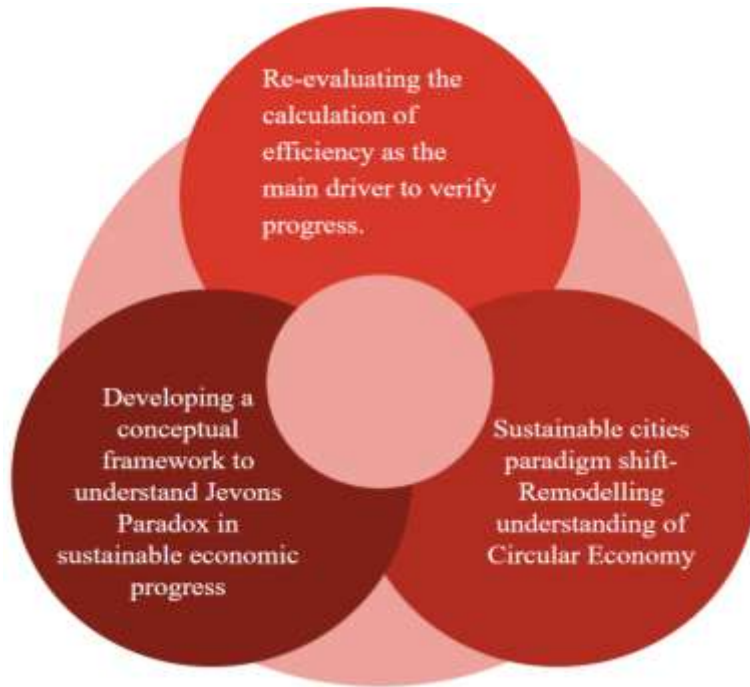 Re-evaluating the
calculation of
efficiency as the
main driver to verify
progress.
Developing a
conceptual
framework to
understand Jevons
Paradox in
sustainable economic
progress
Sustainable cities
paradigm shift-
Remodelling
understanding of
Circular Economy